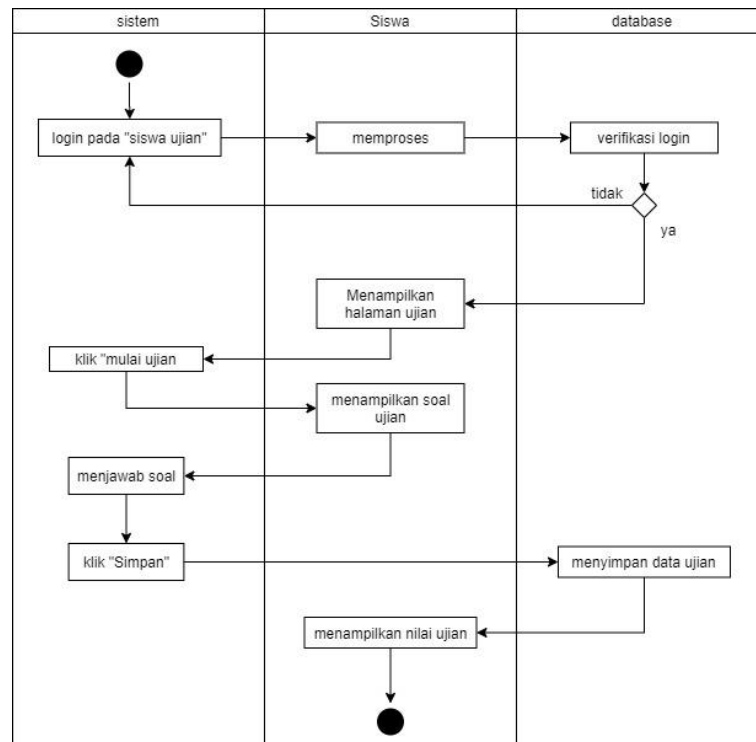 sistem
Siswa
database
login pada "siswa ujian"
memproses
verifikasi login
tidak
ya
Menampilkan
halaman ujian
klik "mulai ujian
menampilkan soal
ujian
menjawab soal
klik "Simpan"
menyimpan data ujian
menampilkan nilai ujian